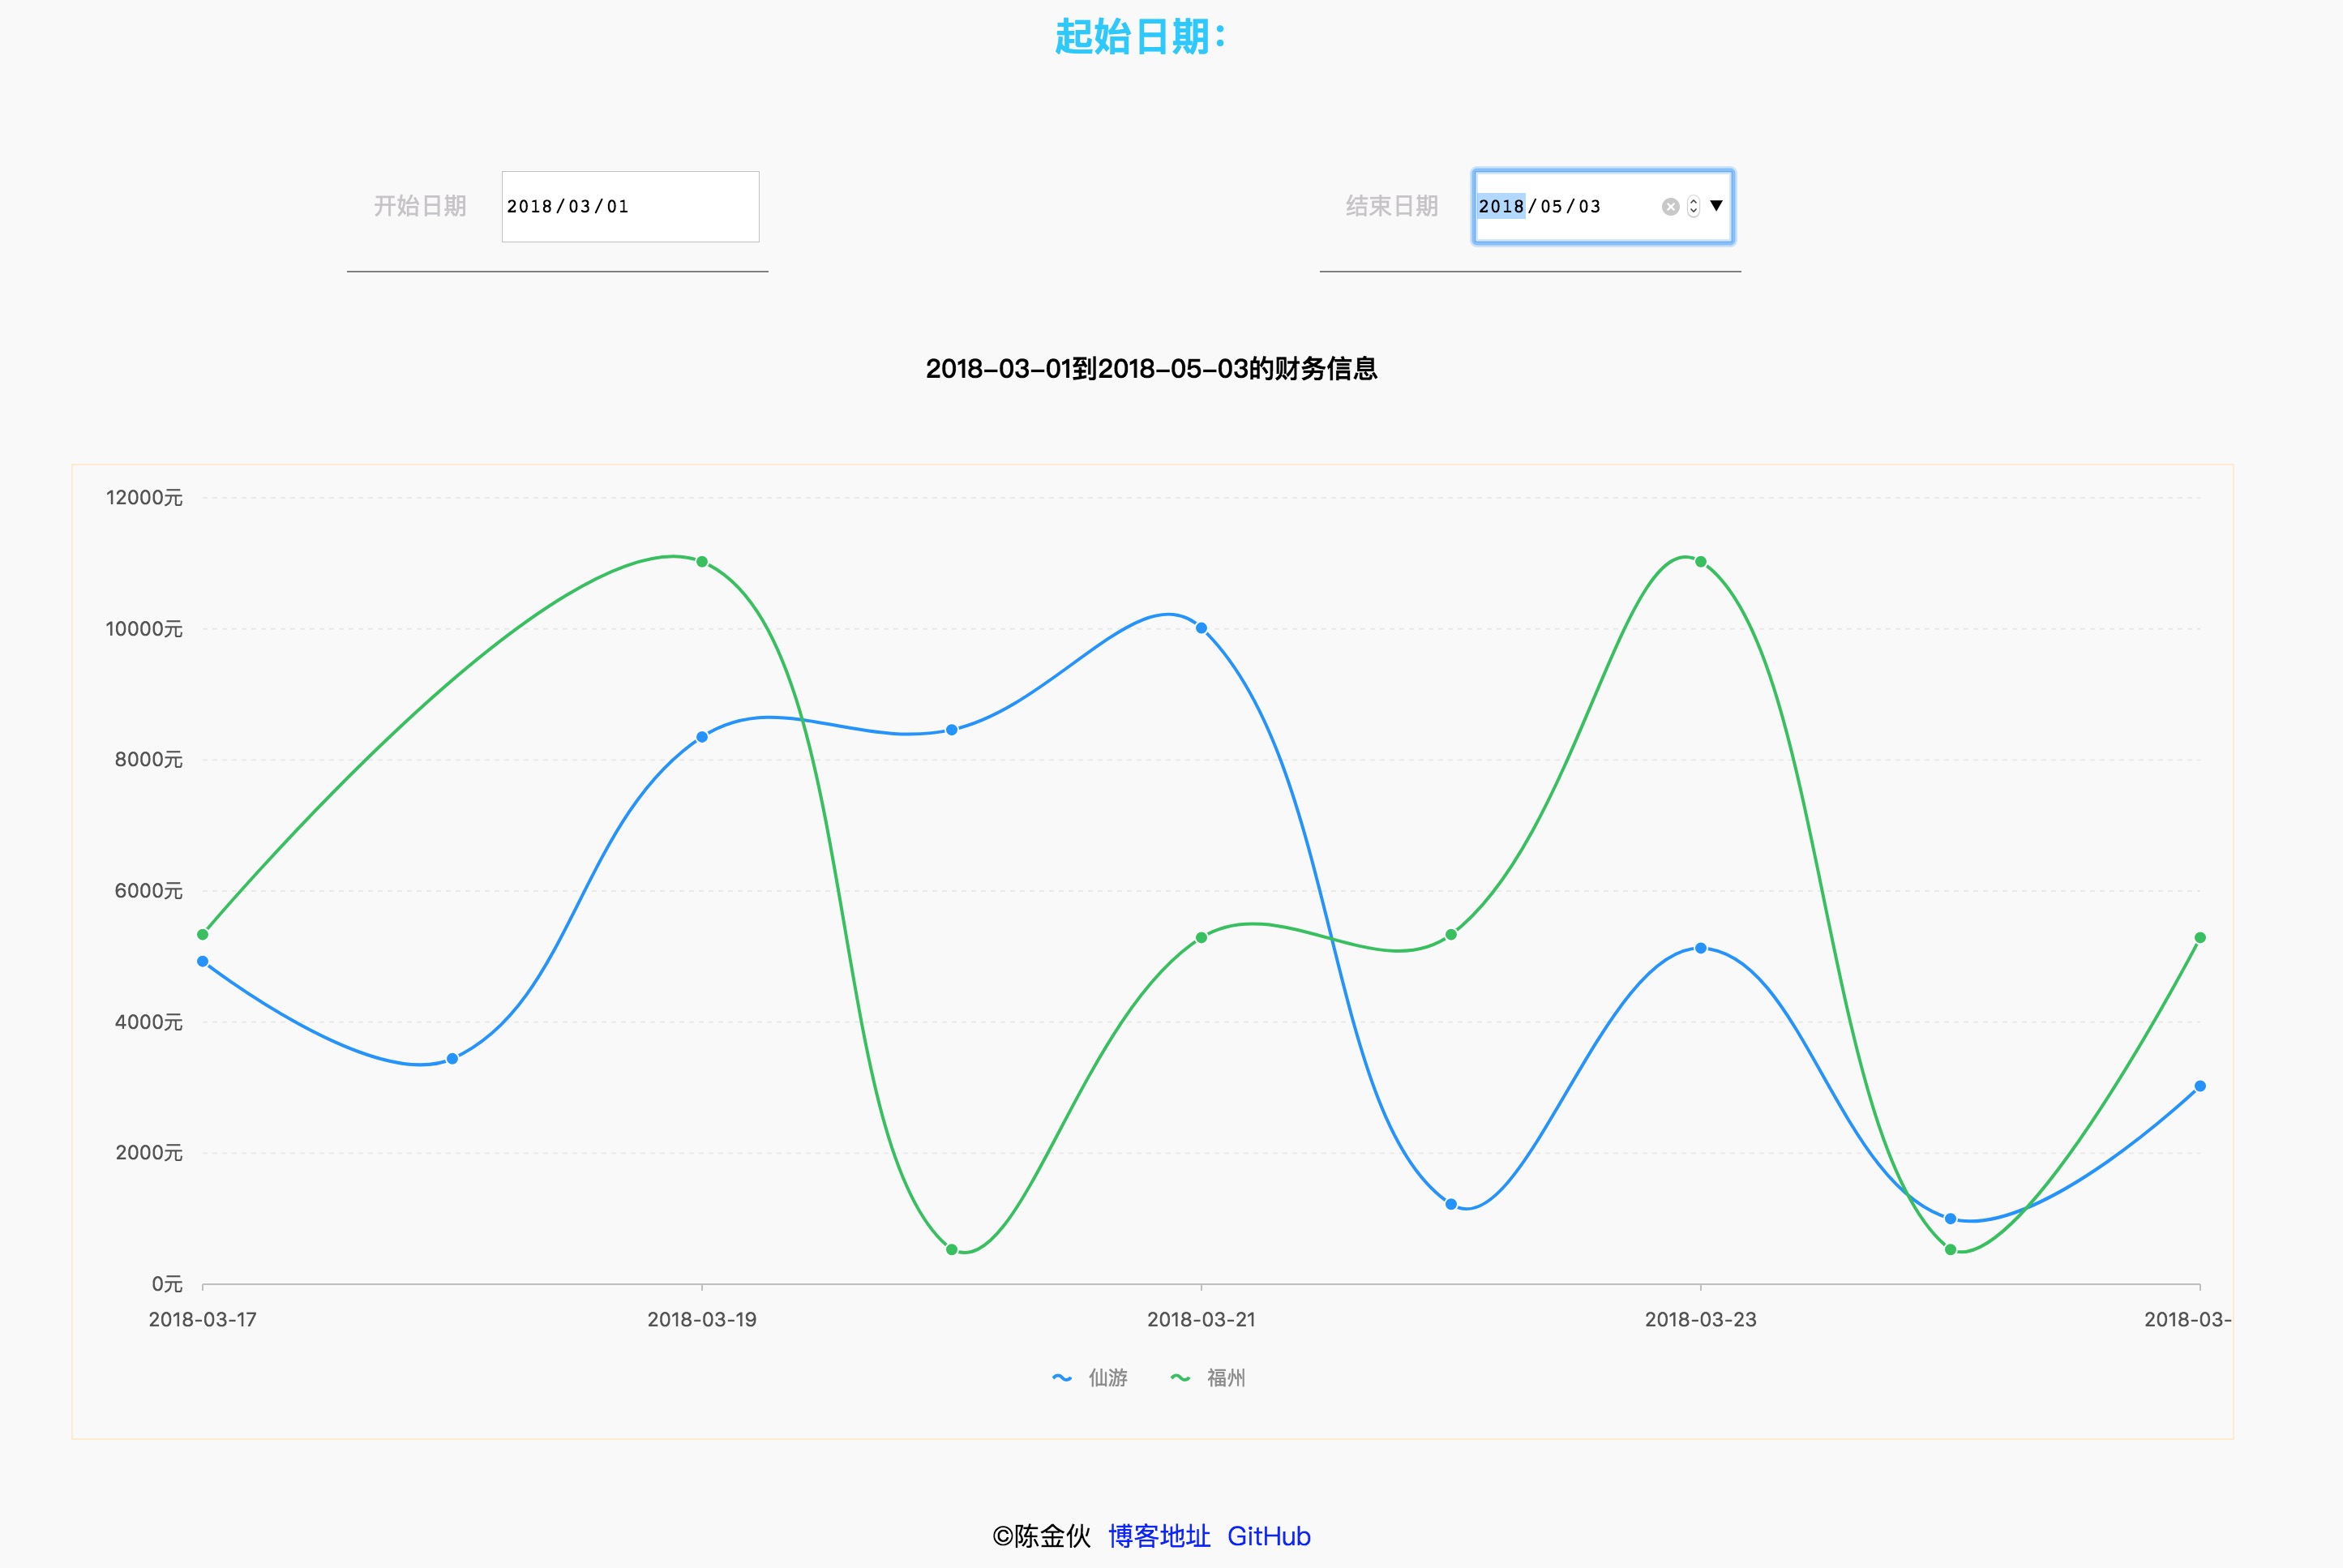 起始日期：
开始日期 2018/03/01 结束日期 2018/05/03
2018-03-01到2018-05-03的财务信息
12000元
10000元
8000元
6000元
4000元
2000元
0元
2018-03-17 2018-03-19 2018-03-21 2018-03-23 2018-03-
仙游 福州
©陈金伙 博客地址 GitHub